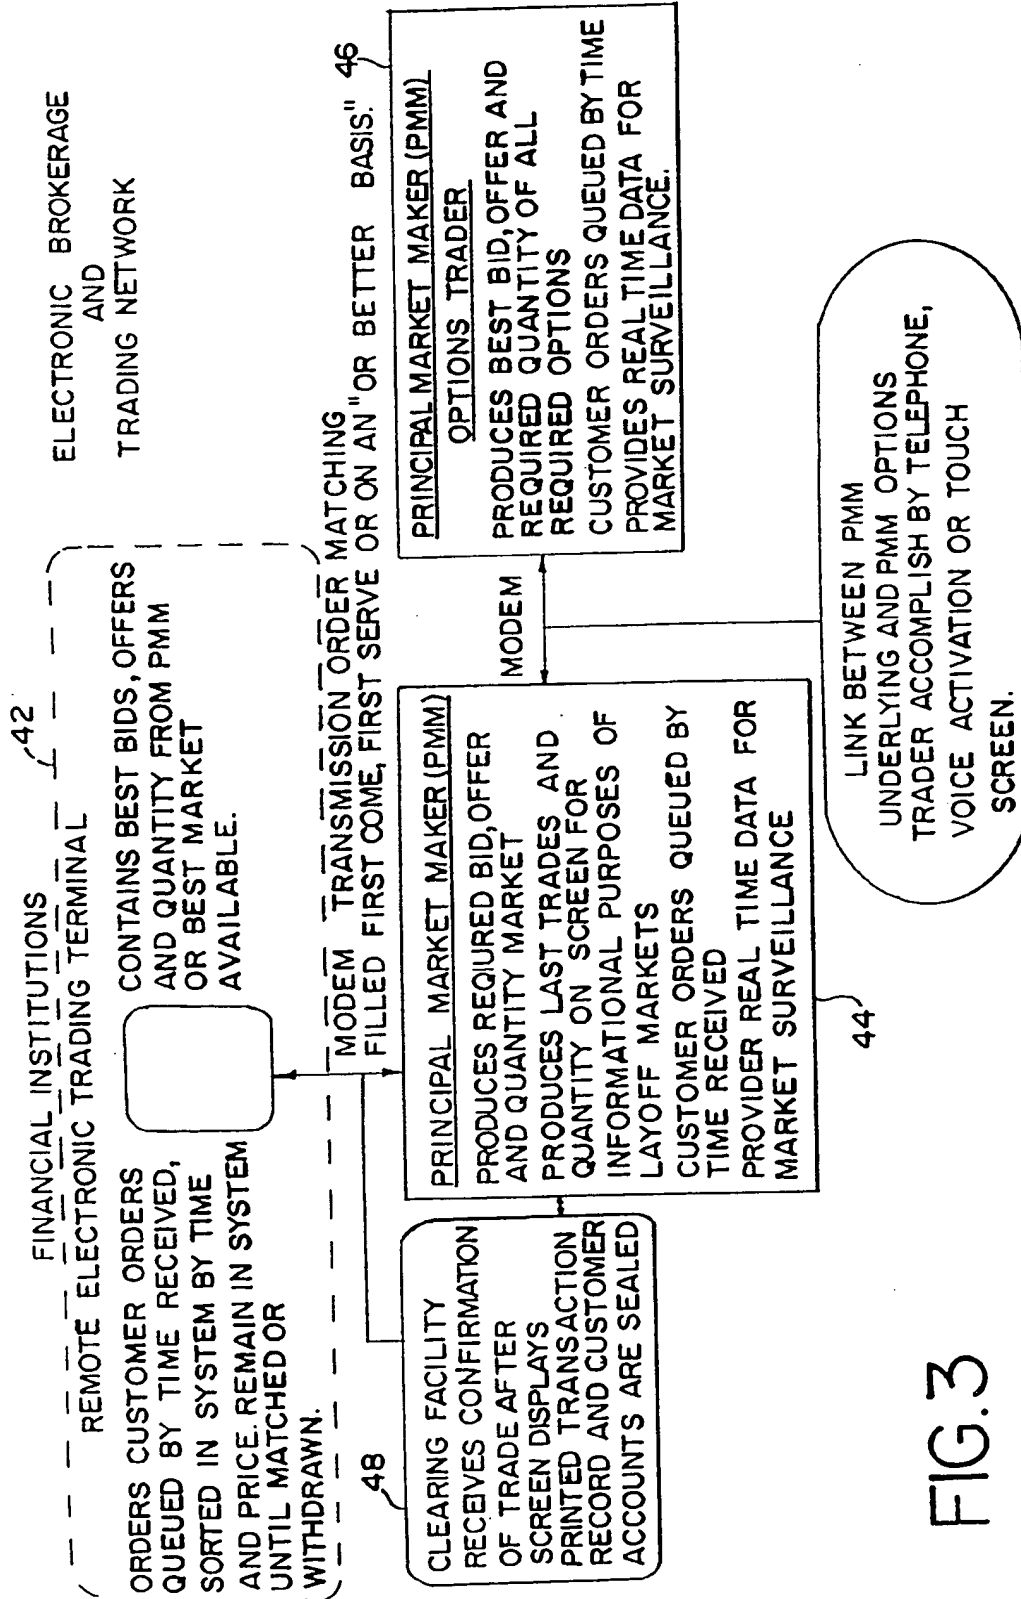 ELECTRONIC BROKERAGE
AND
TRADING NETWORK
FINANCIAL INSTITUTIONS
42
REMOTE ELECTRONIC TRADING TERMINAL
ORDERS CUSTOMER ORDERS
QUEUED BY TIME RECEIVED,
SORTED IN SYSTEM BY TIME
AND PRICE. REMAIN IN SYSTEM
UNTIL MATCHED OR
WITHDRAWN.
CONTAINS BEST BIDS, OFFERS
AND QUANTITY FROM PMM
OR BEST MARKET
AVAILABLE.
MODEM TRANSMISSION ORDER MATCHING
FILLED FIRST COME, FIRST SERVE OR ON AN "OR BETTER BASIS."
48
CLEARING FACILITY
RECEIVES CONFIRMATION
OF TRADE AFTER
SCREEN DISPLAYS
PRINTED TRANSACTION
RECORD AND CUSTOMER
ACCOUNTS ARE SEALED
PRINCIPAL MARKET MAKER (PMM)
PRODUCES REQIURED BID, OFFER
AND QUANTITY MARKET
PRODUCES LAST TRADES AND
QUANTITY ON SCREEN FOR
INFORMATIONAL PURPOSES OF
LAYOFF MARKETS
CUSTOMER ORDERS QUEUED BY
TIME RECEIVED
PROVIDER REAL TIME DATA FOR
MARKET SURVEILLANCE
44
MODEM
46
PRINCIPAL MARKET MAKER (PMM)
OPTIONS TRADER
PRODUCES BEST BID, OFFER AND
REQUIRED QUANTITY OF ALL
REQUIRED OPTIONS
CUSTOMER ORDERS QUEUED BY TIME
PROVIDES REAL TIME DATA FOR
MARKET SURVEILLANCE.
LINK BETWEEN PMM
UNDERLYING AND PMM OPTIONS
TRADER ACCOMPLISH BY TELEPHONE,
VOICE ACTIVATION OR TOUCH
SCREEN.
FIG.3